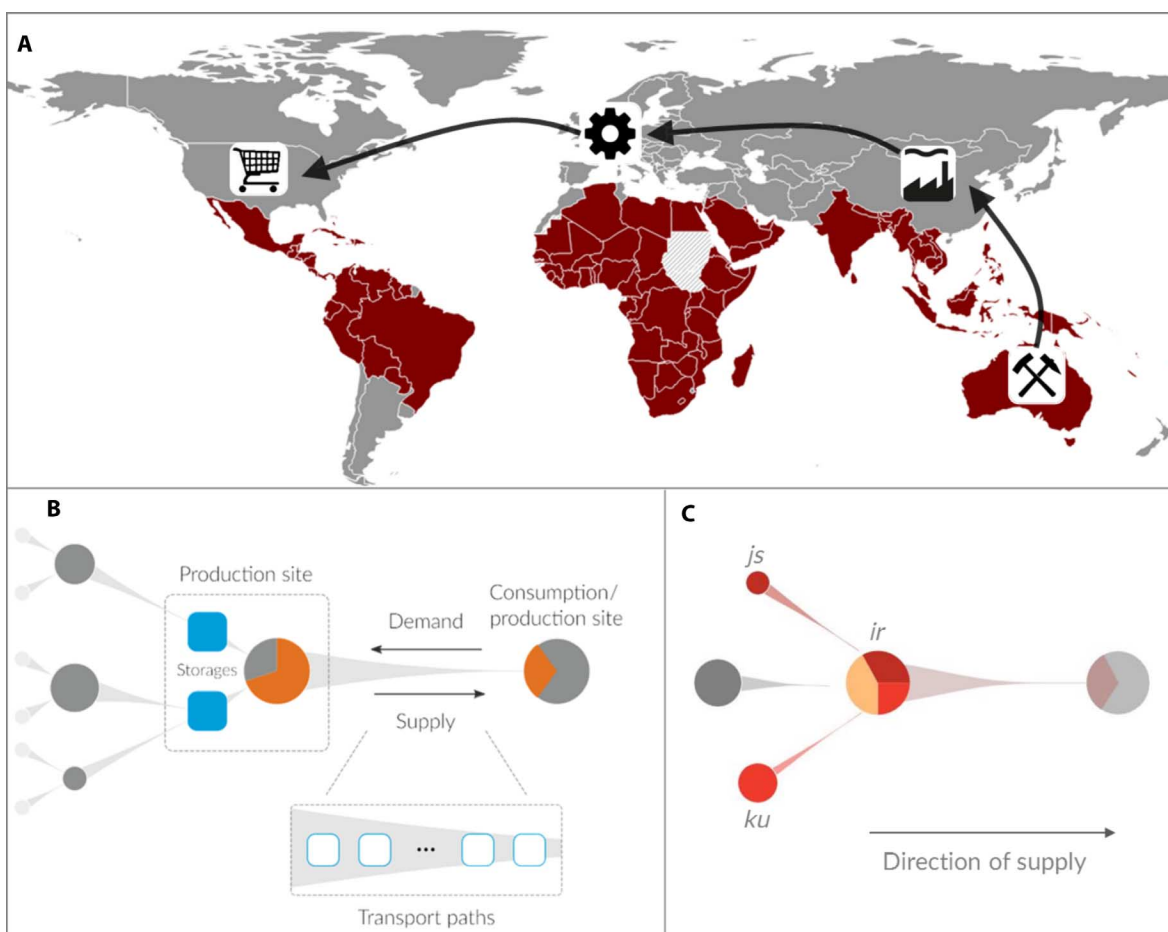 A
B
Production site
Storages
Demand
Supply
Consumption/
production site
...
Transport paths
C
js
ir
ku
Direction of supply